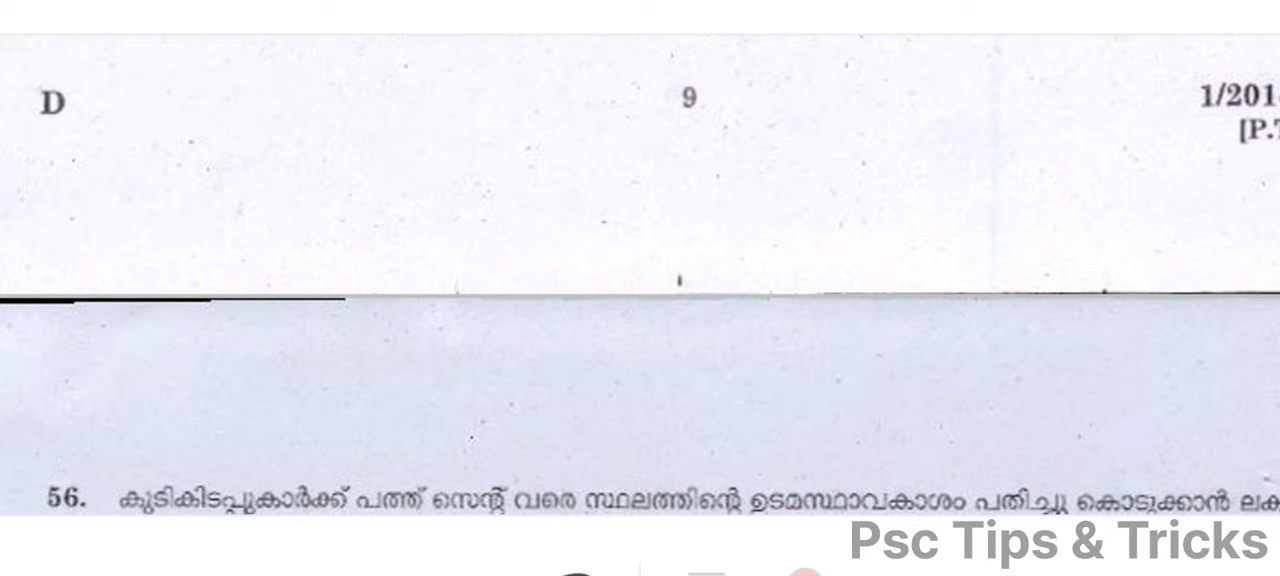 D 9 1/201
[P.
56. കുടികിടപ്പുകാർക്ക് പത്ത് സെന്റ് വരെ സ്ഥലത്തിന്റെ ഉടമസ്ഥാവകാശം പതിച്ചു കൊടുക്കാൻ
Psc Tips & Tricks